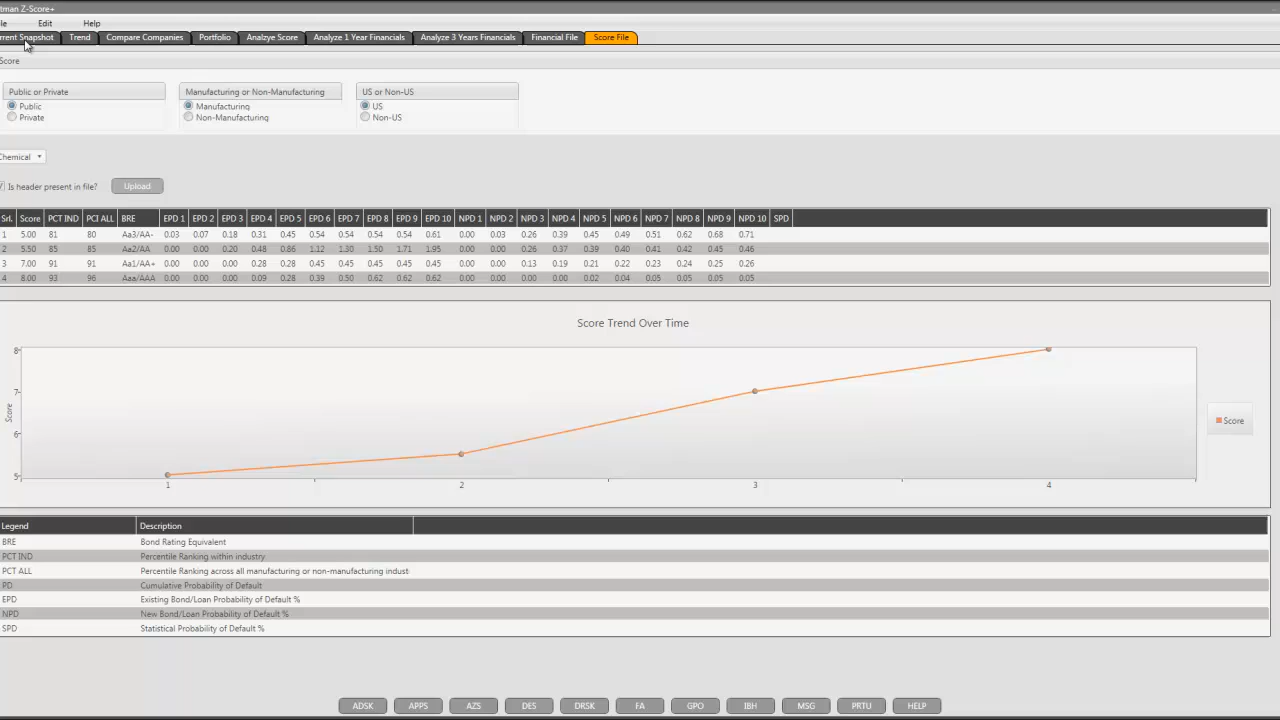 tman Z-Score+
le Edit Help
rrent Snapshot Trend Compare Companies Portfolio Analzye Score Analyze 1 Year Financials Analyze 3 Years Financials Financial File Score File
Score
Public or Private Manufacturing or Non-Manufacturing US or Non-US
Public Manufacturing US
Private Non-Manufacturing Non-US
Chemical
Is header present in file? Upload
Srl. Score PCT IND PCI ALL BRE EPD 1 EPD 2 EPD 3 EPD 4 EPD 5 EPD 6 EPD 7 EPD 8 EPD 9 EPD 10 NPD 1 NPD 2 NPD 3 NPD 4 NPD 5 NPD 6 NPD 7 NPD 8 NPD 9 NPD 10 SPD
1 5.00 81 80 Aa3/AA- 0.03 0.07 0.18 0.31 0.45 0.54 0.54 0.54 0.54 0.61 0.00 0.03 0.26 0.39 0.45 0.49 0.51 0.62 0.68 0.71
2 5.50 85 85 Aa2/AA 0.00 0.00 0.20 0.48 0.86 1.12 1.30 1.50 1.71 1.95 0.00 0.00 0.26 0.37 0.39 0.40 0.41 0.42 0.45 0.46
3 7.00 91 91 Aa1/AA+ 0.00 0.00 0.00 0.28 0.28 0.45 0.45 0.45 0.45 0.45 0.00 0.00 0.13 0.19 0.21 0.22 0.23 0.24 0.25 0.26
4 8.00 93 96 Aaa/AAA 0.00 0.00 0.00 0.09 0.28 0.39 0.50 0.62 0.62 0.62 0.00 0.00 0.00 0.00 0.02 0.04 0.05 0.05 0.05 0.05
Score Trend Over Time
8
7
6
5
Score
1 2 3 4
Score
Legend Description
BRE Bond Rating Equivalent
PCT IND Percentile Ranking within industry
PCT ALL Percentile Ranking across all manufacturing or non-manufacturing indust
PD Cumulative Probability of Default
EPD Existing Bond/Loan Probability of Default %
NPD New Bond/Loan Probability of Default %
SPD Statistical Probability of Default %
ADSK APPS AZS DES DRSK FA GPO IBH MSG PRTU HELP